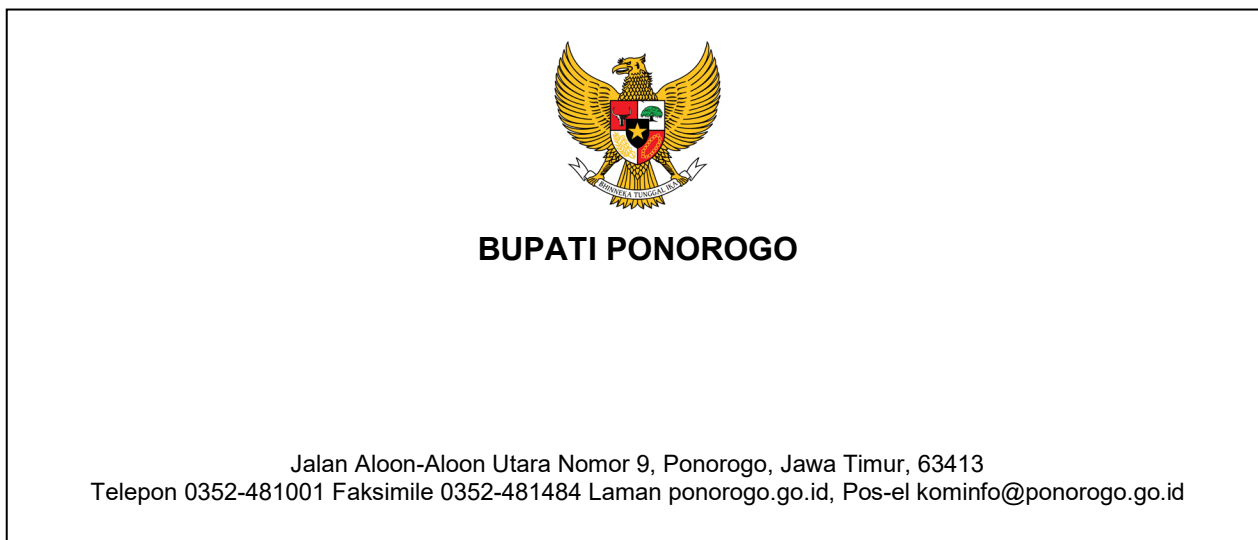 BHINNEKA TUNGGAL IKA
BUPATI PONOROGO
Jalan Aloon-Aloon Utara Nomor 9, Ponorogo, Jawa Timur, 63413
Telepon 0352-481001 Faksimile 0352-481484 Laman ponorogo.go.id, Pos-el kominfo@ponorogo.go.id